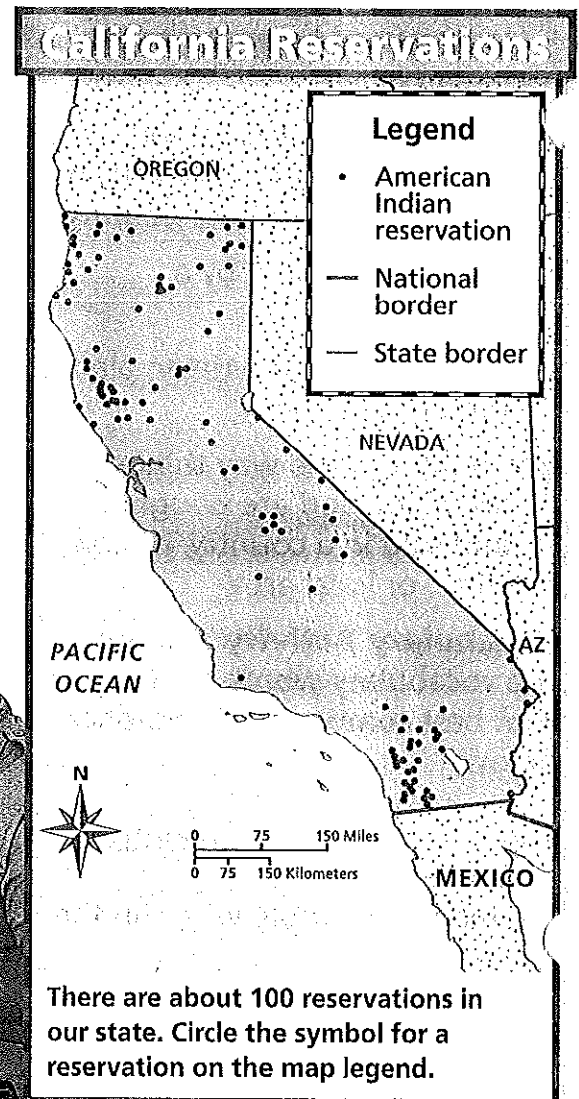 California Reservations
OREGON
Legend
American
Indian
reservation
National
border
State border
NEVADA
PACIFIC
OCEAN
AZ
N
0 75 150 Miles
0 75 150 Kilometers
MEXICO
There are about 100 reservations in
our state. Circle the symbol for a
reservation on the map legend.